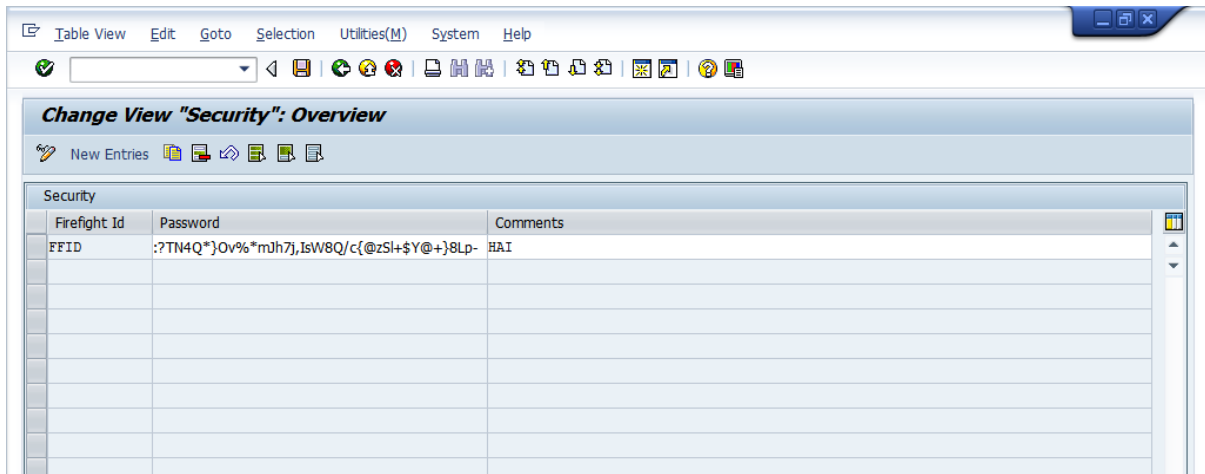 Table View Edit Goto Selection Utilities(M) System Help
Change View "Security": Overview
New Entries
Security
Firefight Id Password Comments
FFID :?TN4Q*}Ov%*mJh7j,IsW8Q/c{@zSl+$Y@+}8Lp- HAI